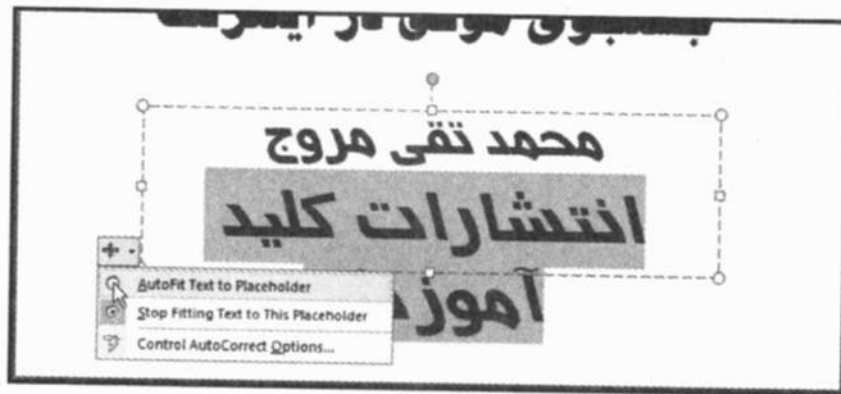 محمد تقی مروج
انتشارات کلید
AutoFit Text to Placeholder
Stop Fitting Text to This Placeholder
Control AutoCorrect Options...